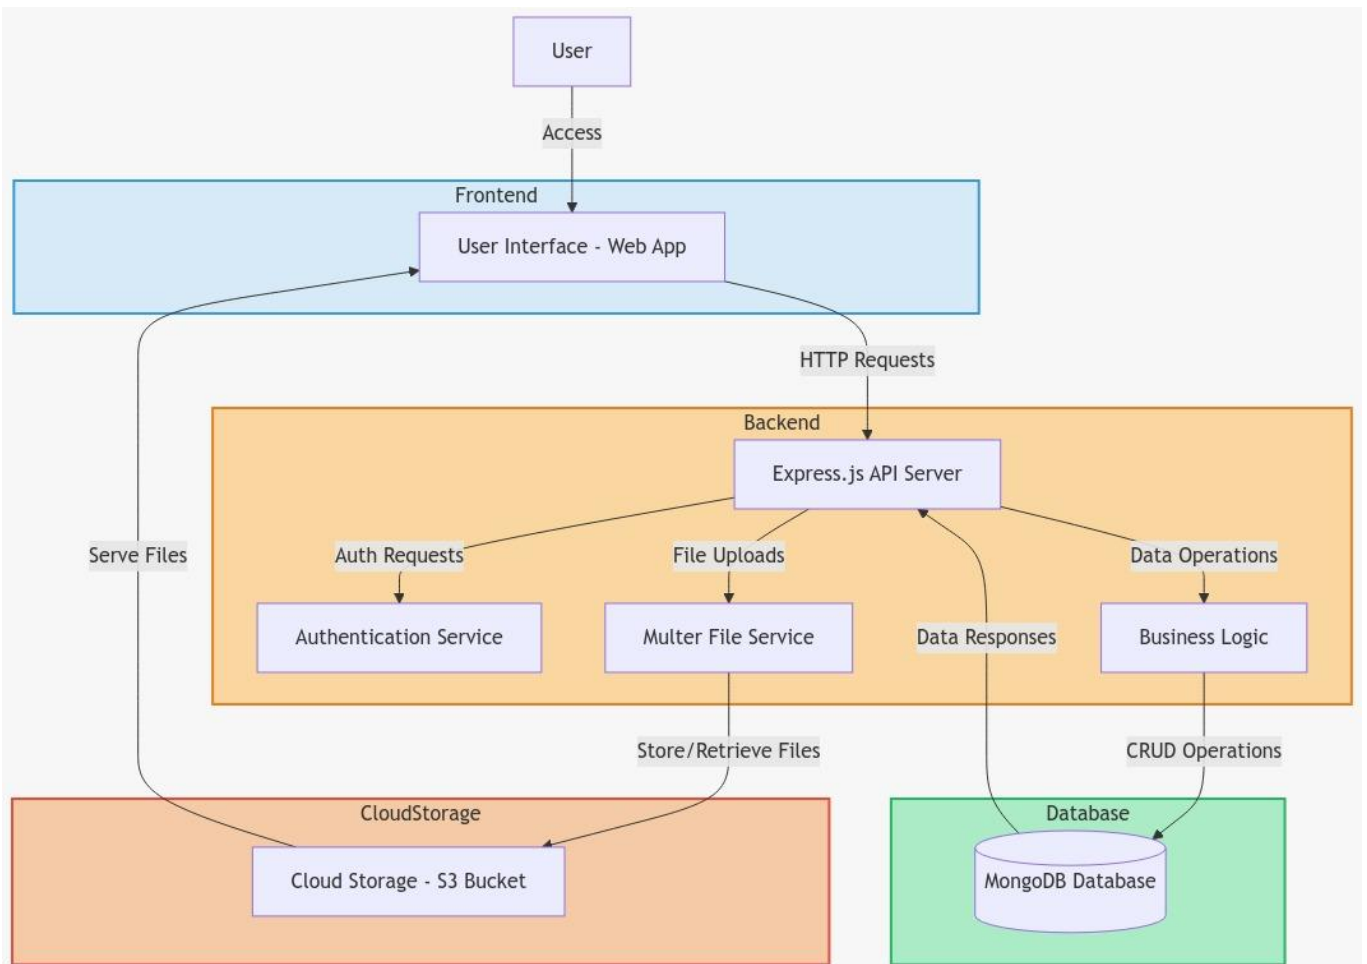 User
Access
Frontend
User Interface - Web App
HTTP Requests
Backend
Express.js API Server
Serve Files
Auth Requests
File Uploads
Data Operations
Authentication Service
Multer File Service
Data Responses
Business Logic
Store/Retrieve Files
CRUD Operations
CloudStorage
Database
Cloud Storage - S3 Bucket
MongoDB Database